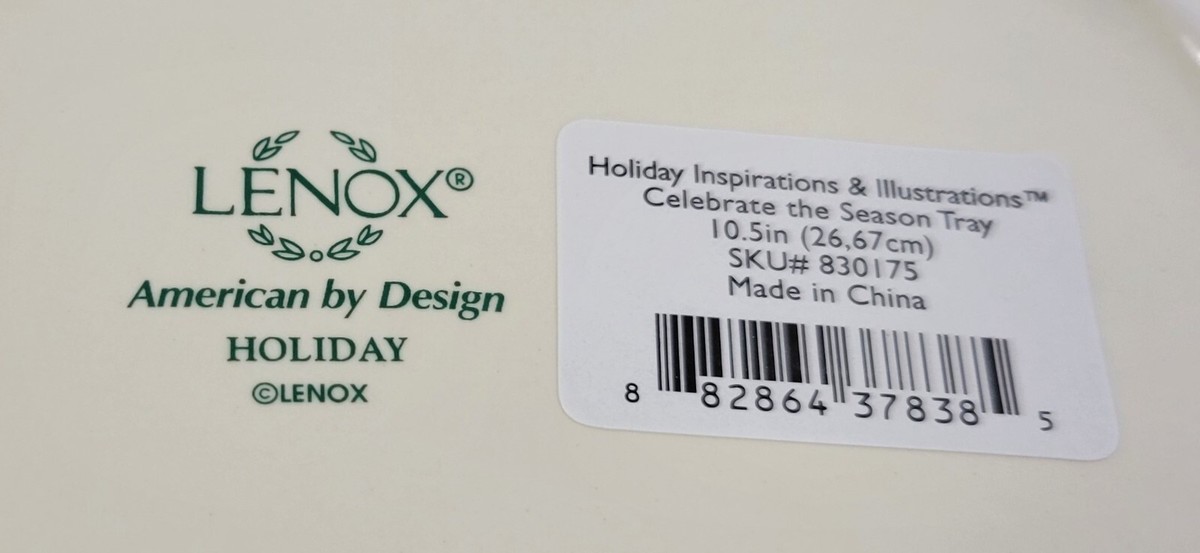 LENOX®
American by Design
HOLIDAY
©LENOX
Holiday Inspirations & Illustrations™
Celebrate the Season Tray
10.5in (26,67cm)
SKU# 830175
Made in China
8 82864 37838 5